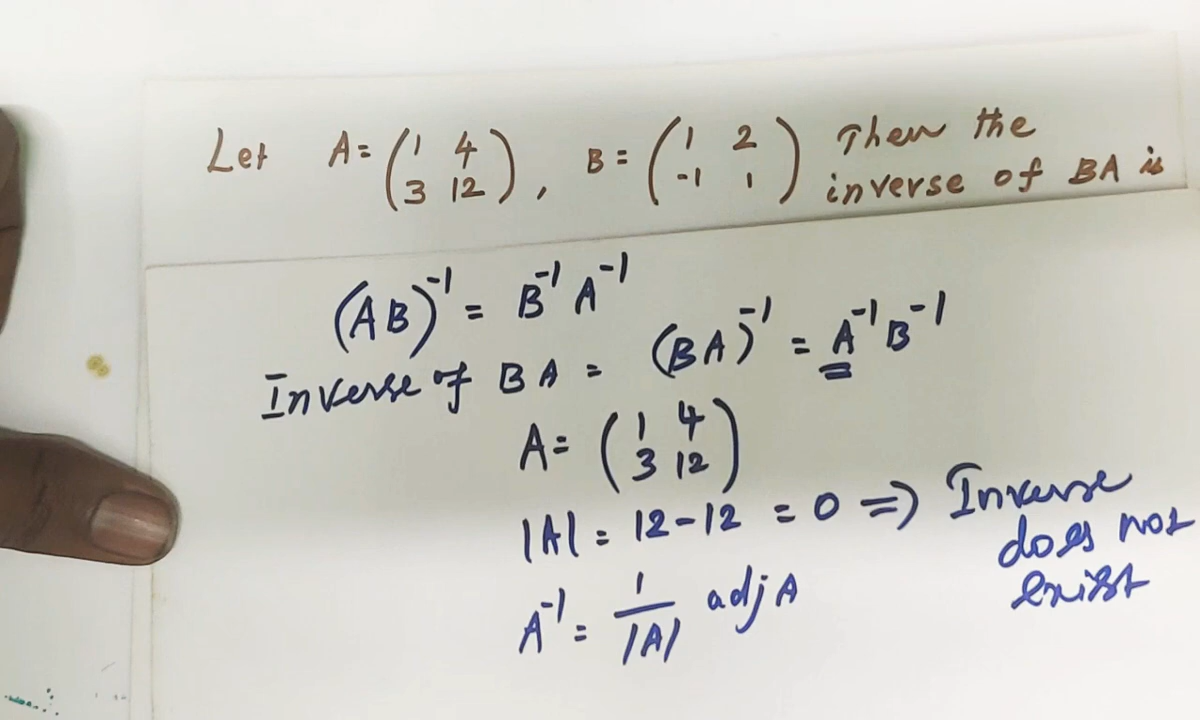 Let A = (1 4 3 12), B = (1 2 -1 1) Then the
inverse of BA is
(AB)⁻¹ = B⁻¹ A⁻¹
Inverse of BA = (BA)⁻¹ = A⁻¹ B⁻¹
A = (1 4 3 12)
|A| = 12 - 12 = 0 ⇒ Inverse
does not
exist
A⁻¹ = 1/|A| adj A